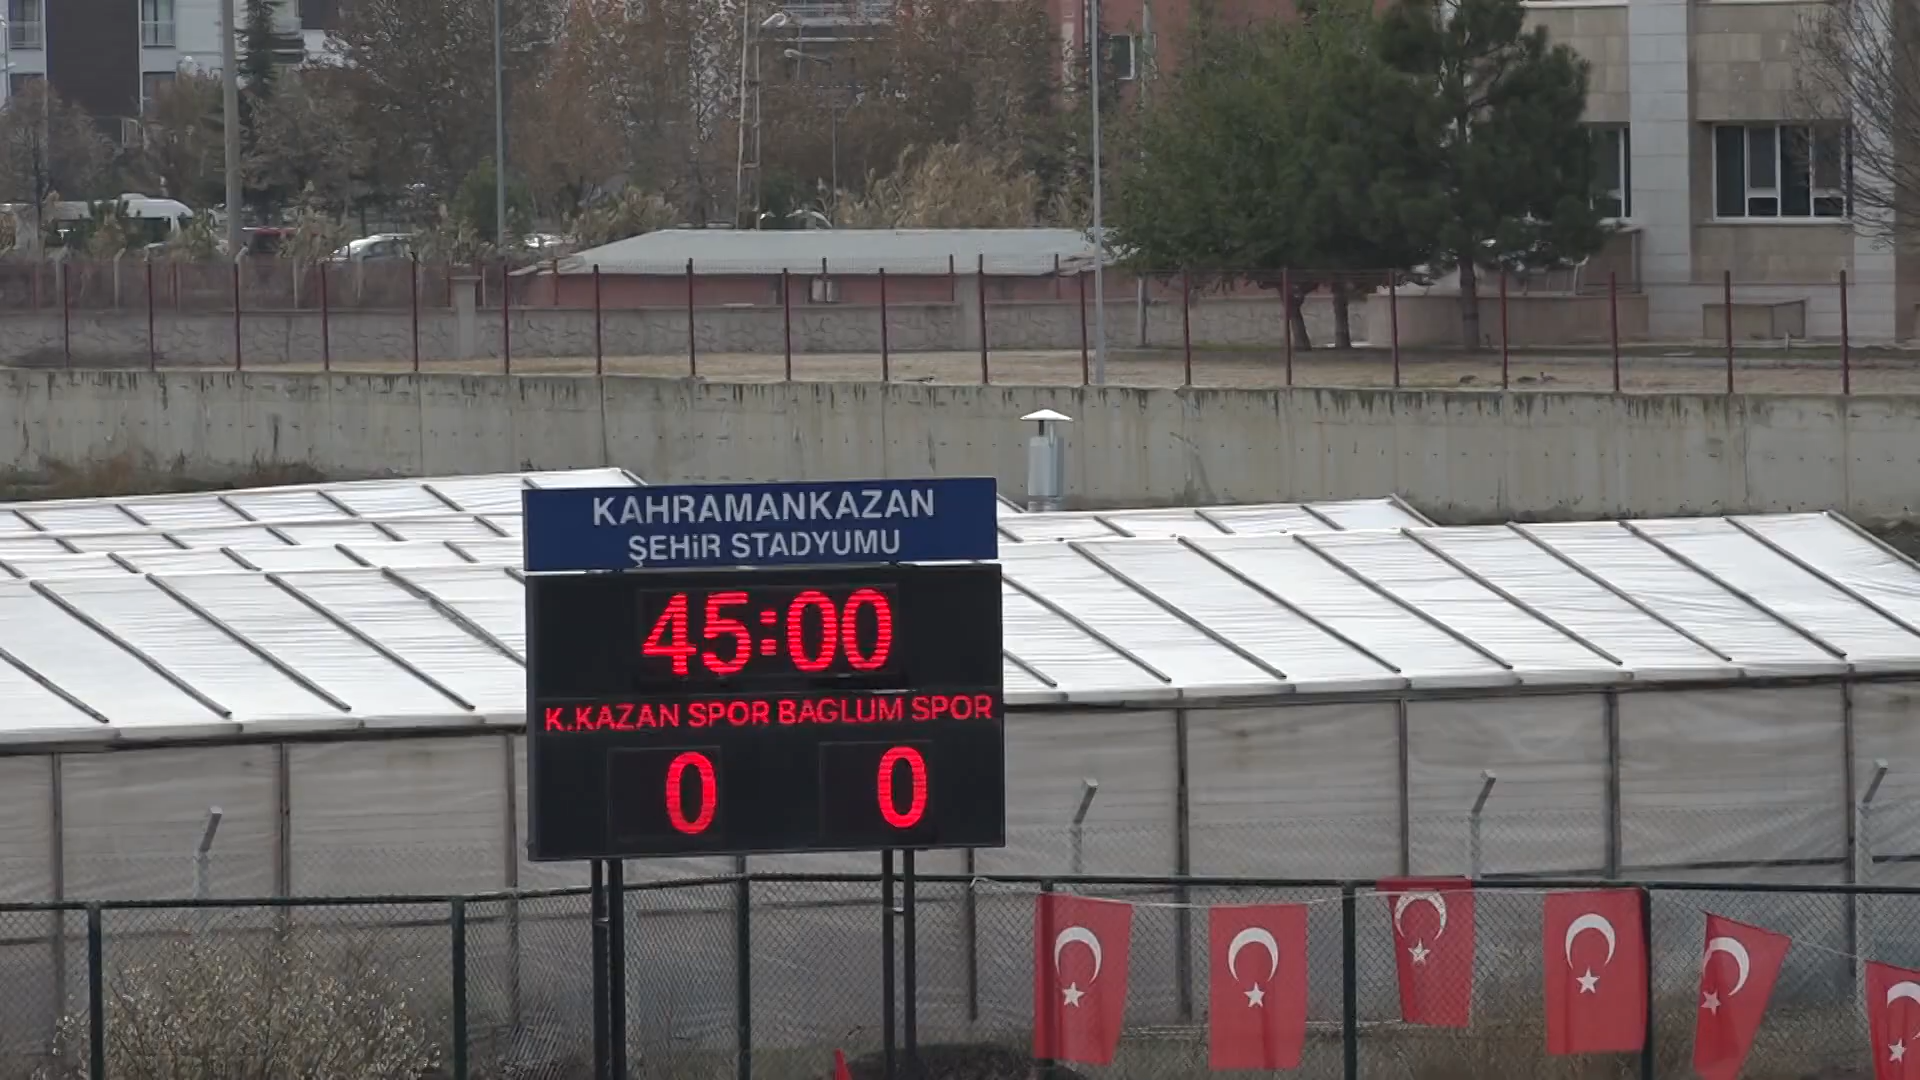 KAHRAMANKAZAN
ŞEHİR STADYUMU
45:00
K.KAZAN SPOR BAGLUM SPOR
0 0